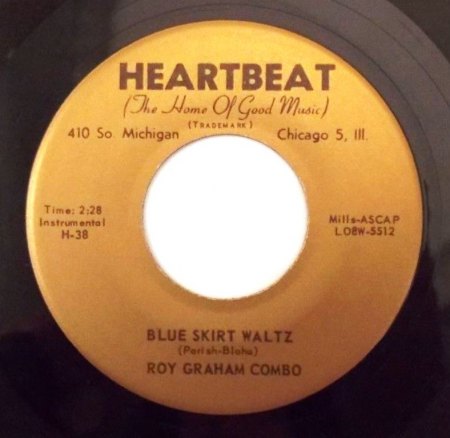 HEARTBEAT
(The Home Of Good Music)
(TRADEMARK)
410 So. Michigan Chicago 5, Ill.
Time: 2:28
Instrumental
H-38
Mills-ASCAP
LO8W-5512
BLUE SKIRT WALTZ
(Parish-Blaha)
ROY GRAHAM COMBO